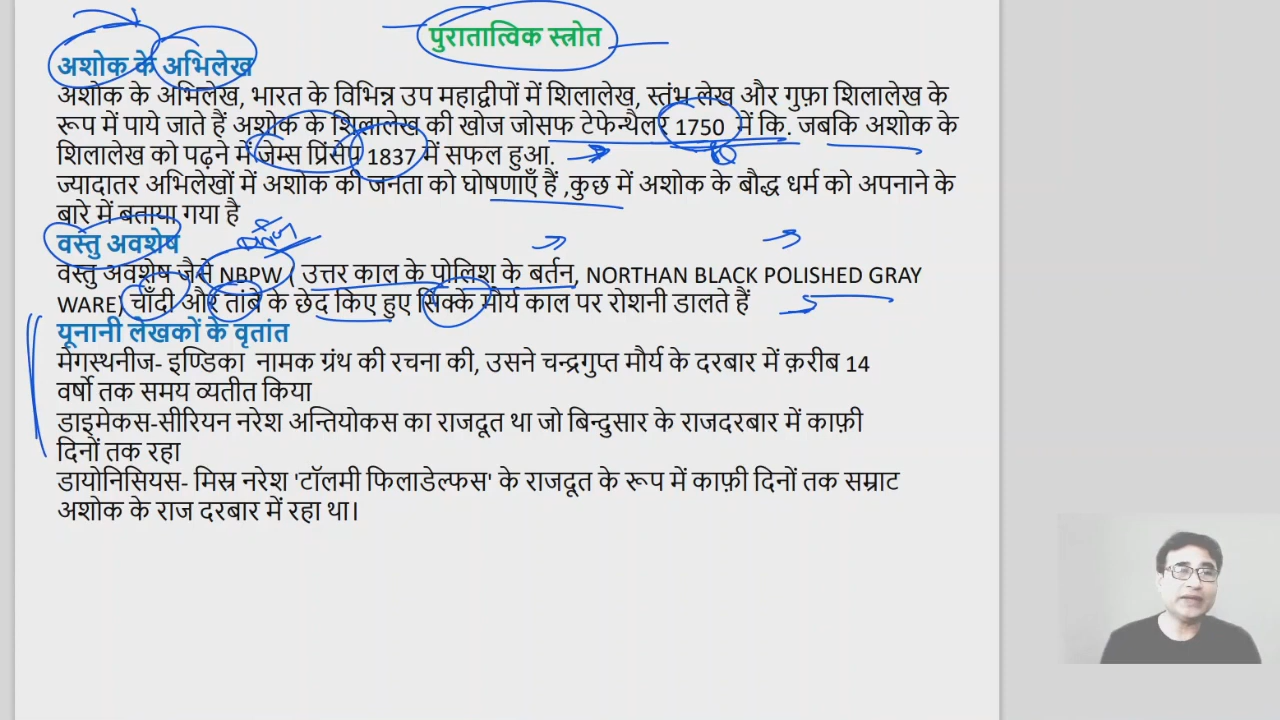 पुरातात्विक स्त्रोत
अशोक के अभिलेख
अशोक के अभिलेख, भारत के विभिन्न उप महाद्वीपों में शिलालेख, स्तंभ लेख और गुफ़ा शिलालेख के
रूप में पाये जाते हैं अशोक के शिलालेख की खोज जोसफ टेफेन्थैलर 1750 में कि. जबकि अशोक के
शिलालेख को पढ़ने में जेम्स प्रिंसेप 1837 में सफल हुआ.
ज्यादातर अभिलेखों में अशोक की जनता को घोषणाएँ हैं ,कुछ में अशोक के बौद्ध धर्म को अपनाने के
बारे में बताया गया है
वस्तु अवशेष
वस्तु अवशेष जैसे NBPW ( उत्तर काल के पोलिश के बर्तन, NORTHAN BLACK POLISHED GRAY
WARE) चाँदी और तांबे के छेद किए हुए सिक्के मौर्य काल पर रोशनी डालते हैं
यूनानी लेखकों के वृतांत
मेगस्थनीज- इण्डिका नामक ग्रंथ की रचना की, उसने चन्द्रगुप्त मौर्य के दरबार में क़रीब 14
वर्षो तक समय व्यतीत किया
डाइमेकस-सीरियन नरेश अन्तियोकस का राजदूत था जो बिन्दुसार के राजदरबार में काफ़ी
दिनों तक रहा
डायोनिसियस- मिस्र नरेश 'टॉलमी फिलाडेल्फस' के राजदूत के रूप में काफ़ी दिनों तक सम्राट
अशोक के राज दरबार में रहा था।